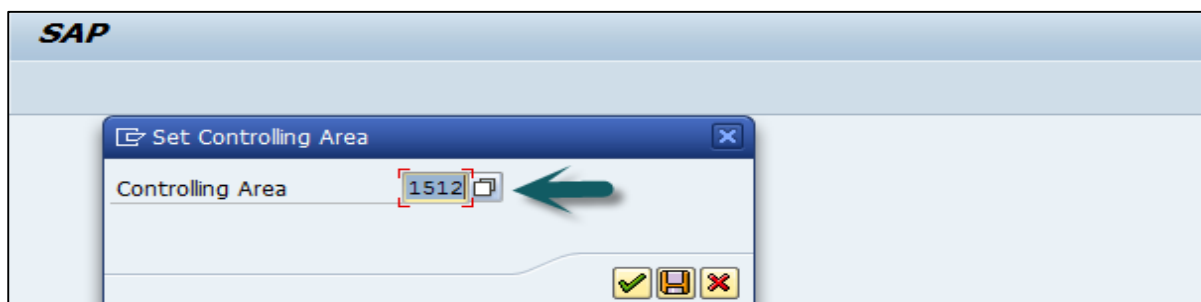 SAP
Set Controlling Area
Controlling Area 1512